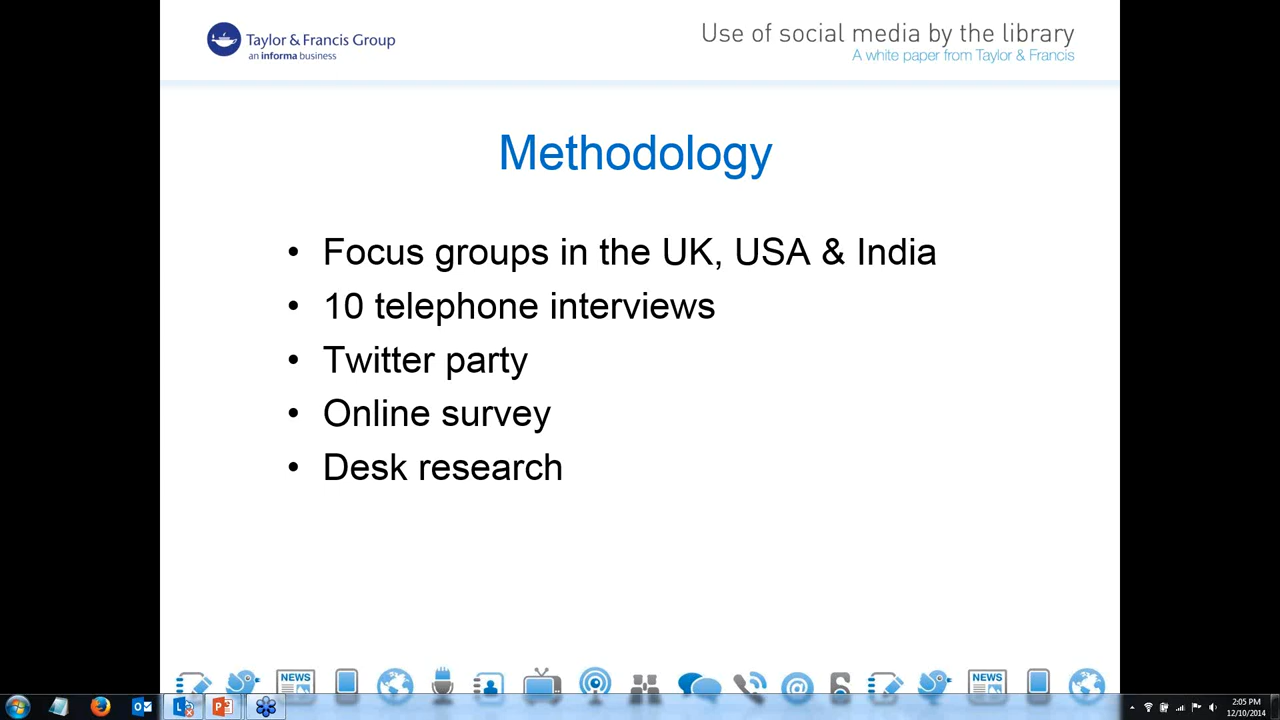 Taylor & Francis Group
an informa business
Use of social media by the library
A white paper from Taylor & Francis
Methodology
• Focus groups in the UK, USA & India
• 10 telephone interviews
• Twitter party
• Online survey
• Desk research
NEWS
NEWS
2:05 PM
12/10/2014